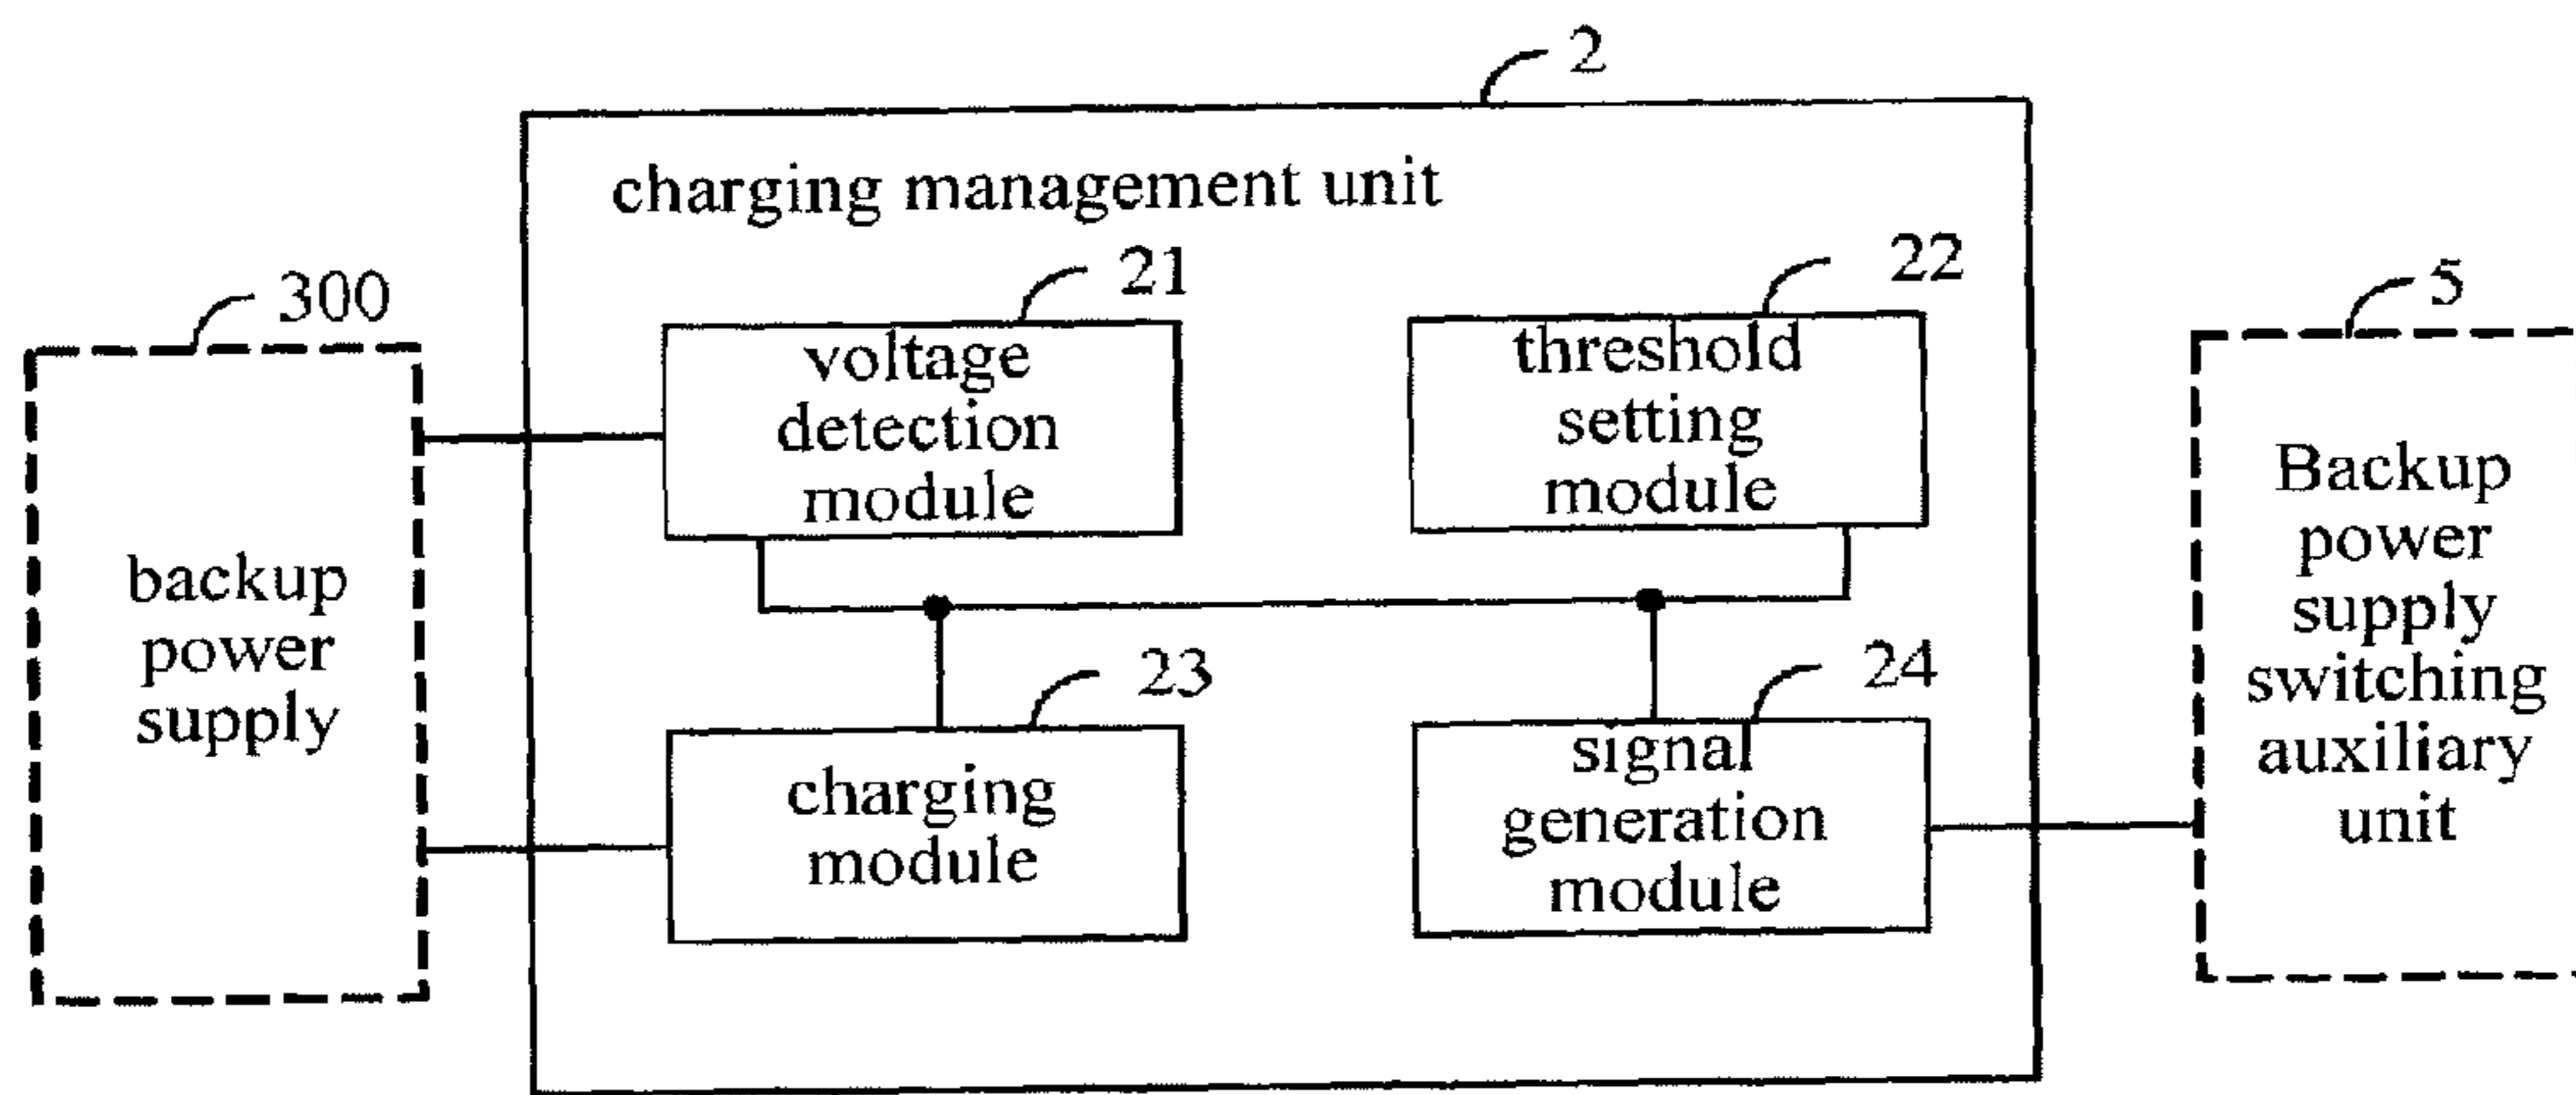 2
charging management unit
21
22
300
5
voltage
detection
module
threshold
setting
module
backup
power
supply
Backup
power
supply
switching
auxiliary
unit
23
24
charging
module
signal
generation
module